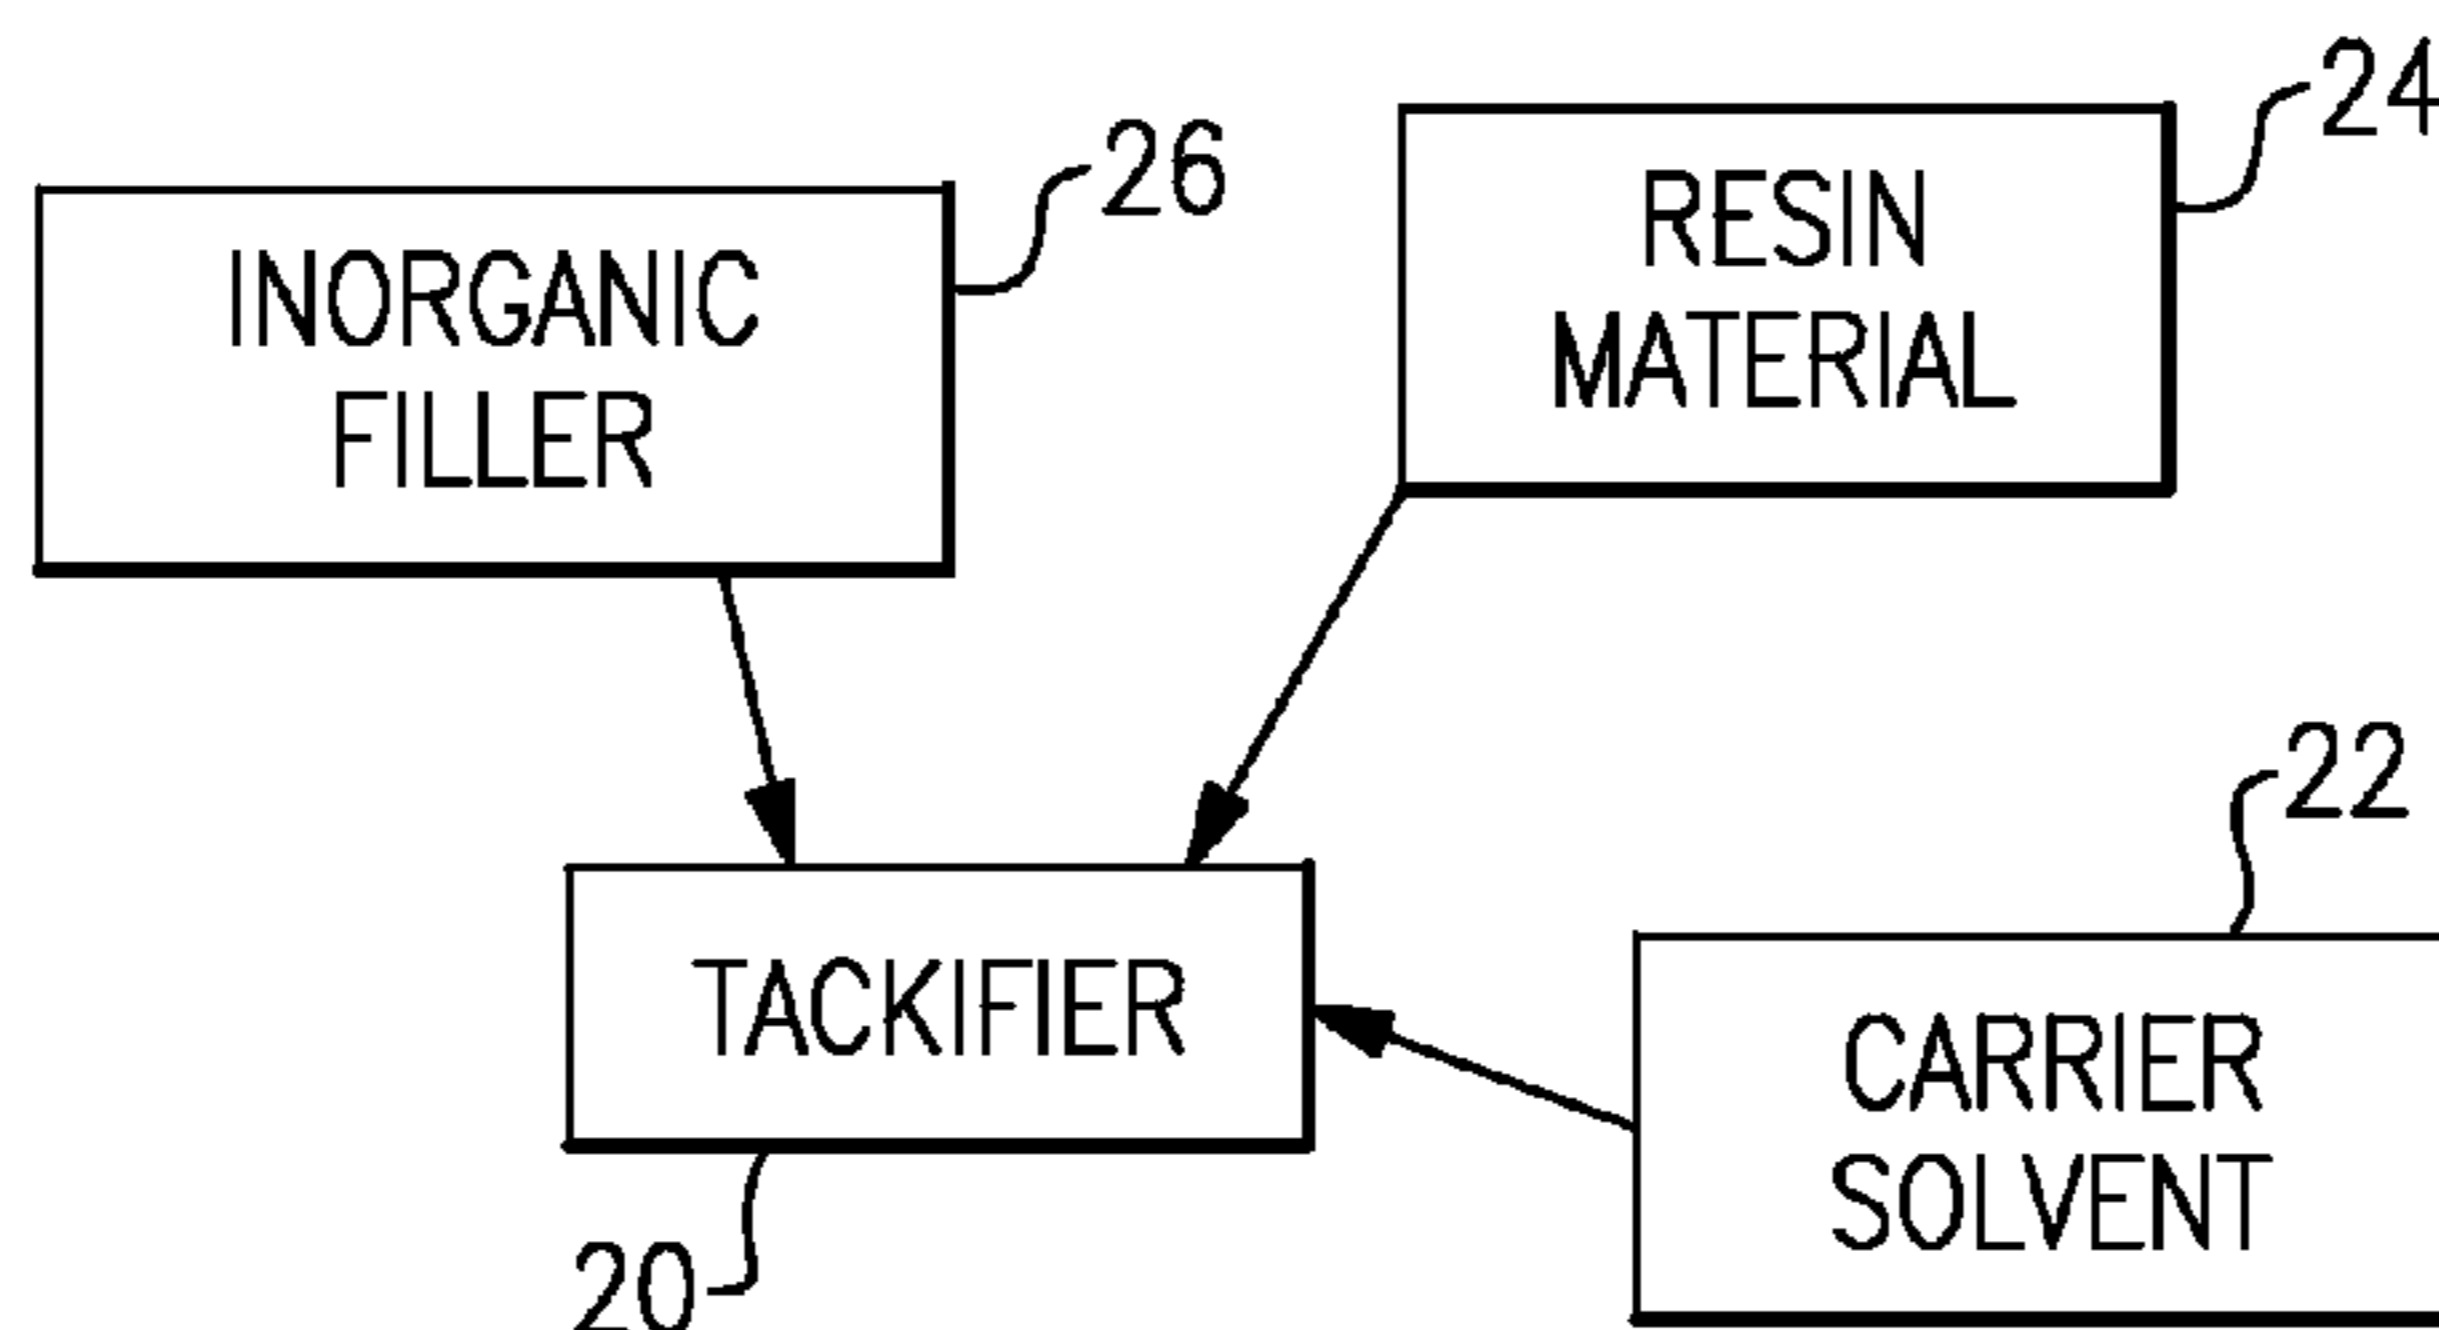 24
26
RESIN
MATERIAL
INORGANIC
FILLER
22
TACKIFIER
CARRIER
SOLVENT
20